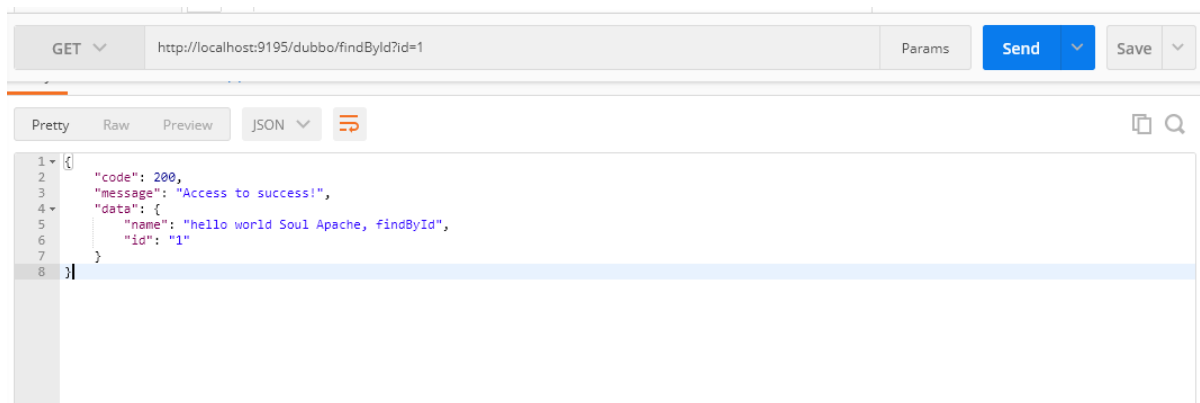 GET http://localhost:9195/dubbo/findById?id=1 Params Send Save
Pretty Raw Preview JSON
1 {
2 "code": 200,
3 "message": "Access to success!",
4 "data": {
5 "name": "hello world Soul Apache, findById",
6 "id": "1"
7 }
8 }